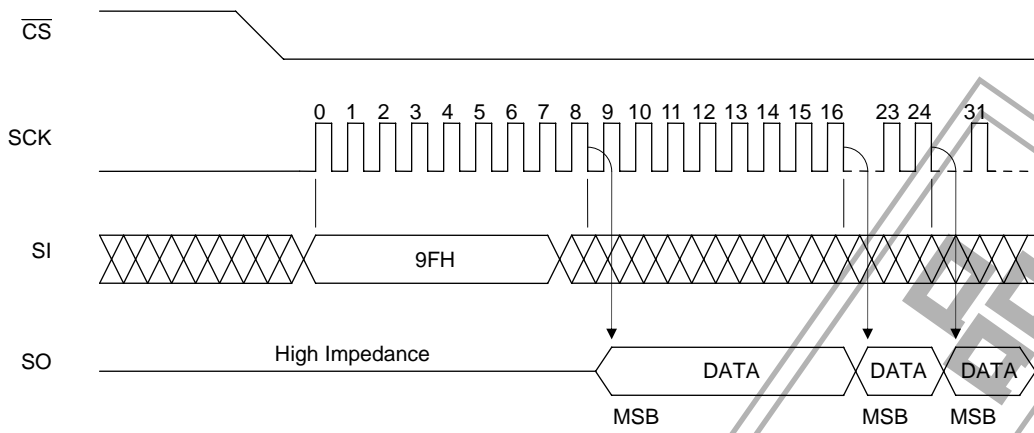 CS
SCK
0 1 2 3 4 5 6 7 8 9 10 11 12 13 14 15 16 23 24 31
SI
9FH
SO
High Impedance
DATA DATA DATA
MSB MSB MSB